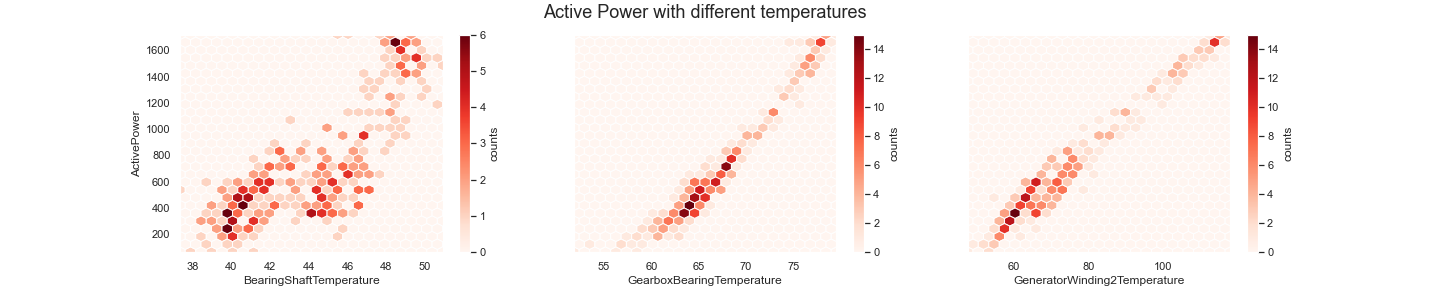 Active Power with different temperatures
ActivePower
1600
1400
1200
1000
800
600
400
200
38 40 42 44 46 48 50
BearingShaftTemperature
6
5
4
3
2
1
0
counts
55 60 65 70 75
GearboxBearingTemperature
14
12
10
8
6
4
2
0
counts
60 80 100
GeneratorWinding2Temperature
14
12
10
8
6
4
2
0
counts